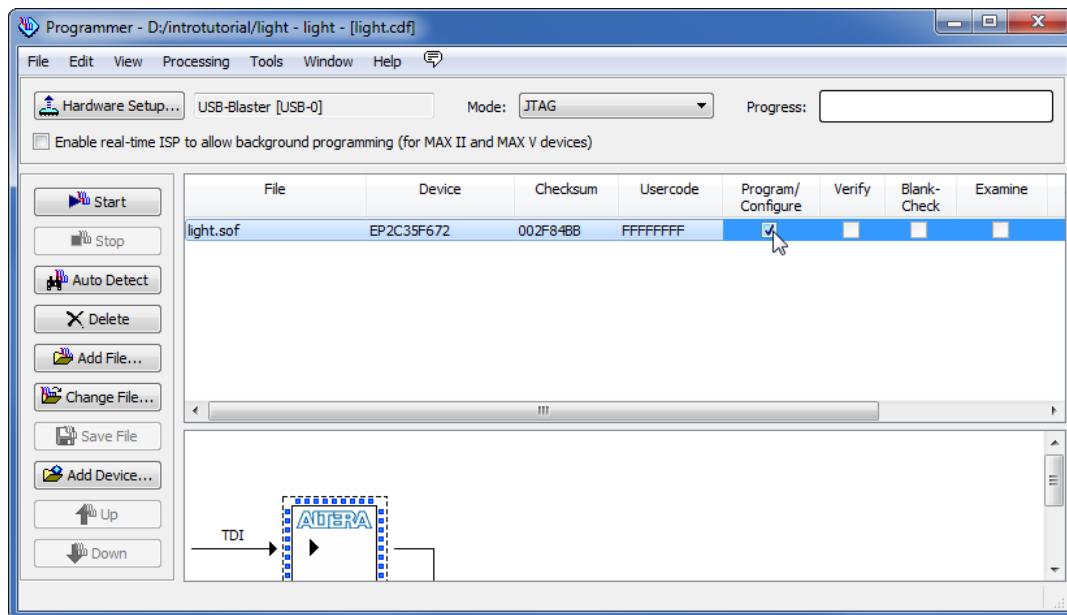 Programmer - D:/introtutorial/light - light - [light.cdf]
File Edit View Processing Tools Window Help
Hardware Setup... USB-Blaster [USB-0] Mode: JTAG Progress:
Enable real-time ISP to allow background programming (for MAX II and MAX V devices)
Start
Stop
Auto Detect
Delete
Add File...
Change File...
Save File
Add Device...
Up
Down
File Device Checksum Usercode Program/ Verify Blank- Examine
Configure Check
light.sof EP2C35F672 002F84BB FFFFFFFF
ALTERA
TDI